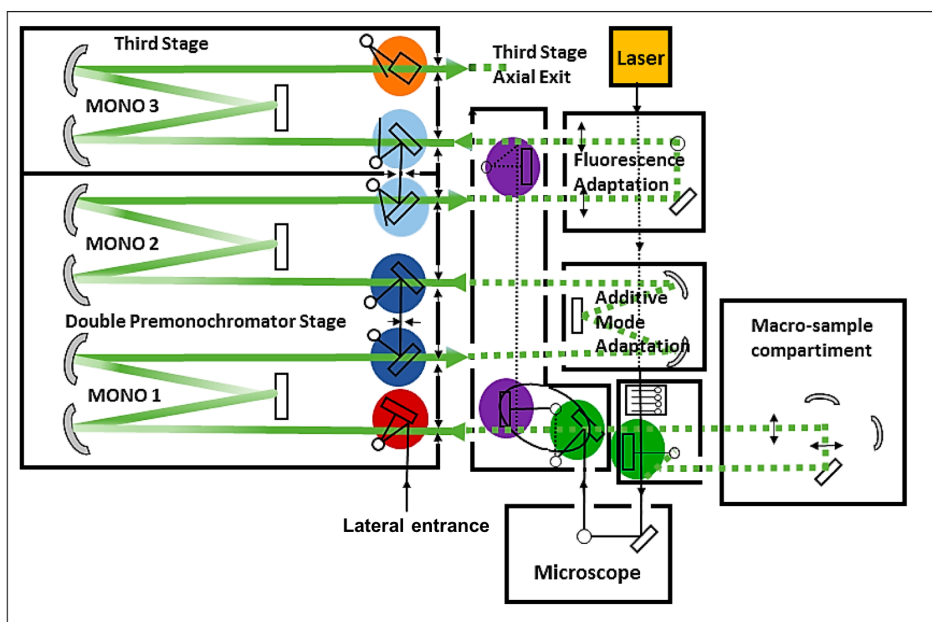 Third Stage
MONO 3
Third Stage
Axial Exit
Laser
Fluorescence
Adaptation
MONO 2
Double Premonochromator Stage
MONO 1
Additive
Mode
Adaptation
Macro-sample
compartiment
Lateral entrance
Microscope